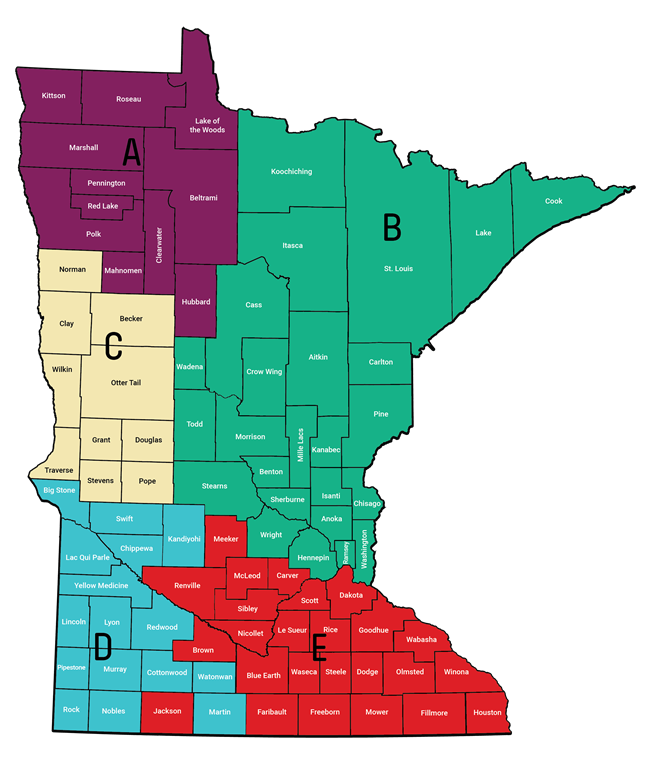 Kittson
Roseau
Lake of
the Woods
Marshall
A
Pennington
Red Lake
Beltrami
Polk
Clearwater
Norman
Mahnomen
Hubbard
Koochiching
B
Cook
Lake
Itasca
St. Louis
Cass
Becker
Clay
C
Aitkin
Carlton
Wadena
Crow Wing
Wilkin
Otter Tail
Pine
Todd
Morrison
Mille Lacs
Kanabec
Grant
Douglas
Traverse
Stevens
Pope
Benton
Stearns
Big Stone
Sherburne
Isanti
Chisago
Swift
Anoka
Wright
Kandiyohi
Meeker
Chippewa
Lac Qui Parle
Hennepin
Ramsey
Washington
Yellow Medicine
Renville
McLeod
Carver
Scott
Dakota
Sibley
Lincoln
Lyon
Redwood
Nicollet
Le Sueur
Rice
Goodhue
Wabasha
D
Brown
E
Pipestone
Murray
Cottonwood
Watonwan
Blue Earth
Waseca
Steele
Dodge
Olmsted
Winona
Rock
Nobles
Jackson
Martin
Faribault
Freeborn
Mower
Fillmore
Houston